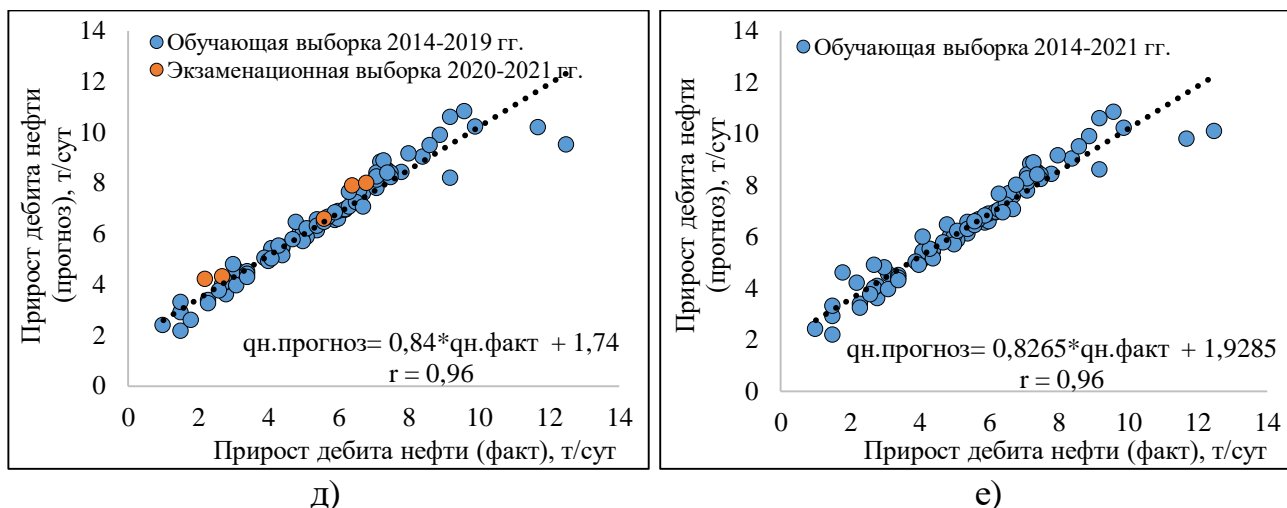 14
12
10
8
6
4
2
0
Прирост дебита нефти
(прогноз), т/сут
Обучающая выборка 2014-2019 гг.
Экзаменационная выборка 2020-2021 гг.
qн.прогноз= 0,84*qн.факт + 1,74
r = 0,96
0 2 4 6 8 10 12 14
Прирост дебита нефти (факт), т/сут
д)
14
12
10
8
6
4
2
0
Прирост дебита нефти
(прогноз), т/сут
Обучающая выборка 2014-2021 гг.
qн.прогноз= 0,8265*qн.факт + 1,9285
r = 0,96
0 2 4 6 8 10 12 14
Прирост дебита нефти (факт), т/сут
е)